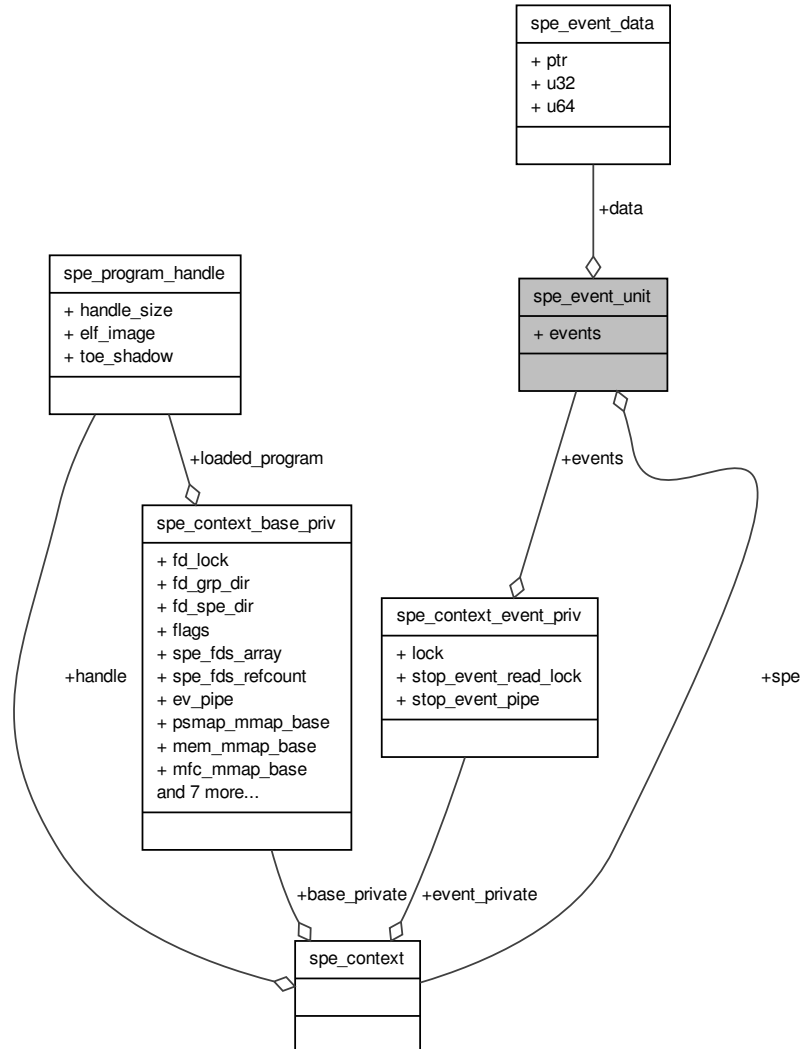 spe_event_data
+ ptr
+ u32
+ u64
+data
spe_program_handle
+ handle_size
+ elf_image
+ toe_shadow
spe_event_unit
+ events
+loaded_program
+events
spe_context_base_priv
+ fd_lock
+ fd_grp_dir
+ fd_spe_dir
+ flags
+ spe_fds_array
+ spe_fds_refcount
+ ev_pipe
+ psmap_mmap_base
+ mem_mmap_base
+ mfc_mmap_base
and 7 more...
spe_context_event_priv
+ lock
+ stop_event_read_lock
+ stop_event_pipe
+handle
+spe
+base_private
+event_private
spe_context